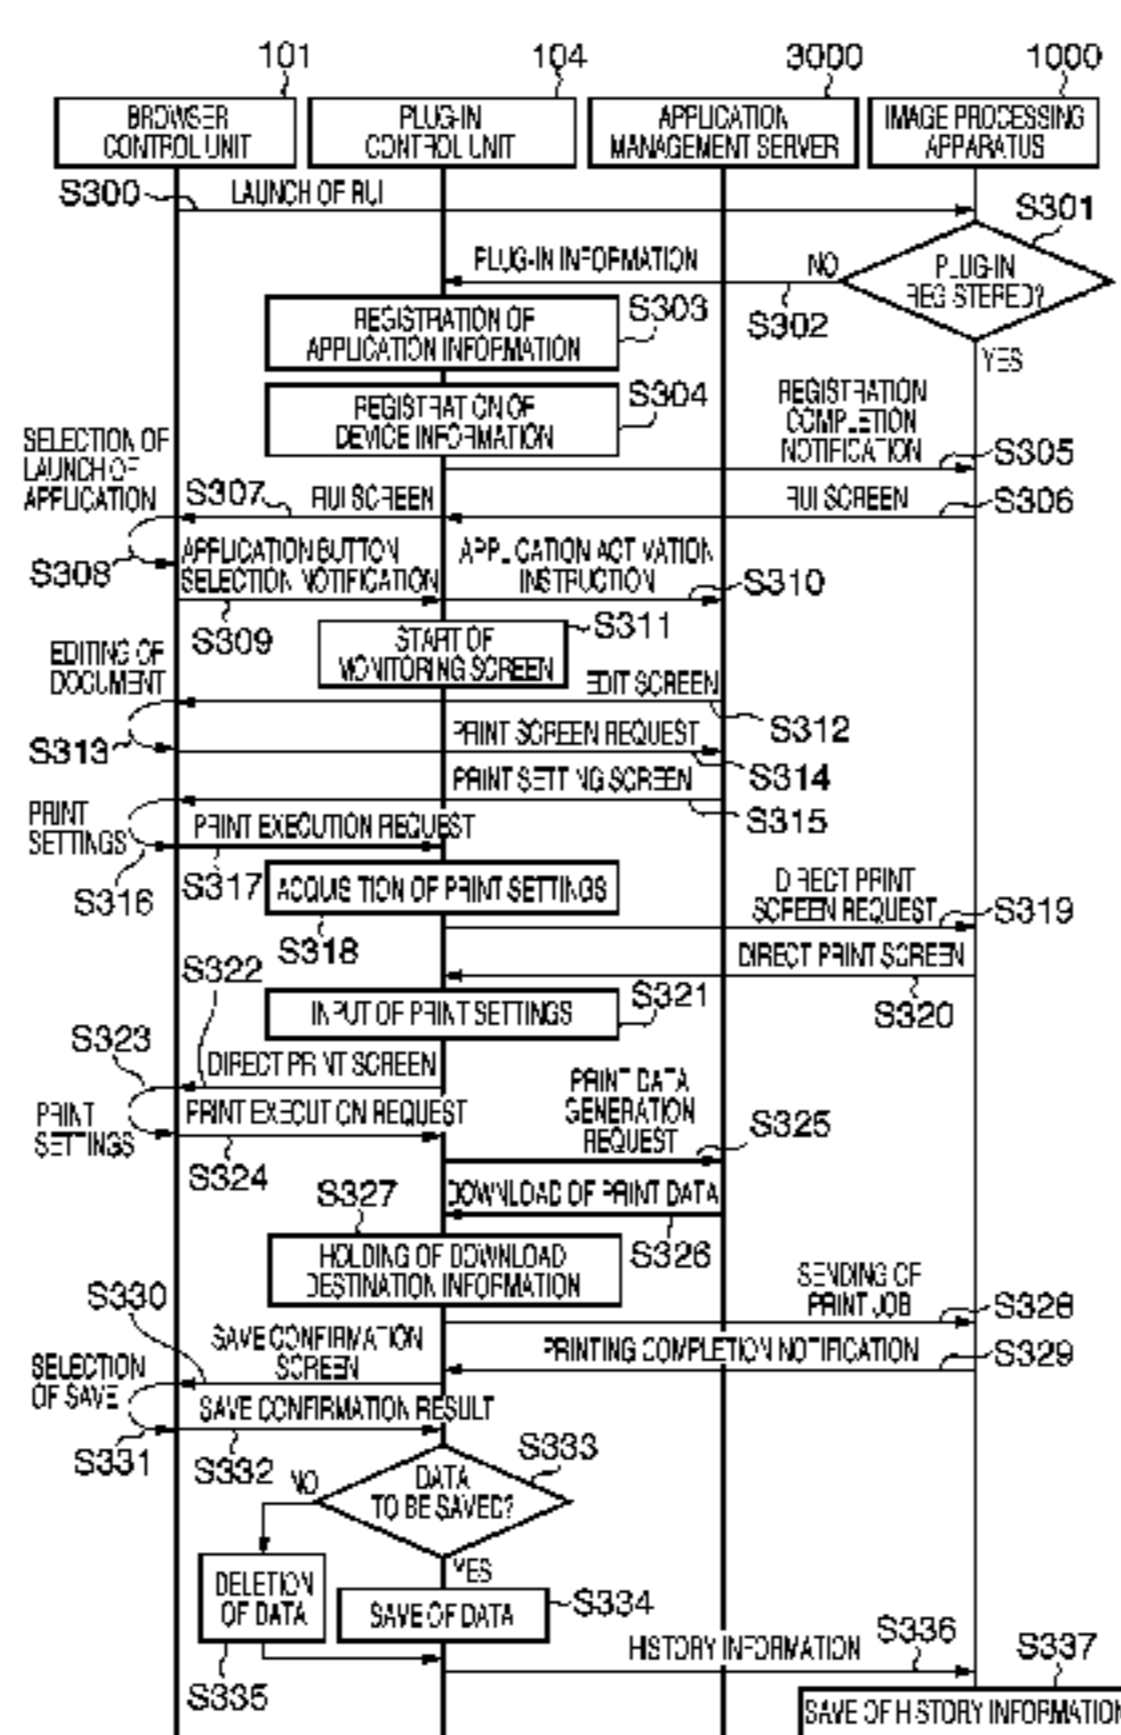 101
104
3000
1000
BROWSER
CONTROL UNIT
PLUG-IN
CONTROL UNIT
APPLICATION
MANAGEMENT SERVER
IMAGE PROCESSING
APPARATUS
S300
LAUNCH OF RUI
S301
PLUG-IN
REGISTERED?
NO
YES
PLUG-IN INFORMATION
S302
REGISTRATION OF
APPLICATION INFORMATION
S303
REGISTRATION OF
DEVICE INFORMATION
S304
REGISTRATION
COMPLETION
NOTIFICATION
S305
SELECTION OF
LAUNCH OF
APPLICATION
S307
RUI SCREEN
RUI SCREEN
S306
S308
APPLICATION BUTTON
SELECTION NOTIFICATION
S309
APPLICATION ACTIVATION
INSTRUCTION
S310
START OF
MONITORING SCREEN
S311
EDITING OF
DOCUMENT
EDIT SCREEN
S312
S313
PRINT SCREEN REQUEST
S314
PRINT SETTING SCREEN
S315
PRINT
SETTINGS
S316
PRINT EXECUTION REQUEST
S317
ACQUISITION OF PRINT SETTINGS
S318
DIRECT PRINT
SCREEN REQUEST
S319
DIRECT PRINT SCREEN
S320
INPUT OF PRINT SETTINGS
S321
S322
DIRECT PRINT SCREEN
S323
PRINT
SETTINGS
PRINT EXECUTION REQUEST
S324
PRINT DATA
GENERATION
REQUEST
S325
DOWNLOAD OF PRINT DATA
S326
S327
HOLDING OF DOWNLOAD
DESTINATION INFORMATION
SENDING OF
PRINT JOB
S328
PRINTING COMPLETION NOTIFICATION
S329
S330
SAVE CONFIRMATION
SCREEN
SELECTION
OF SAVE
S331
SAVE CONFIRMATION RESULT
S332
S333
DATA
TO BE SAVED?
NO
YES
DELETION
OF DATA
S335
SAVE OF DATA
S334
HISTORY INFORMATION
S336
S337
SAVE OF HISTORY INFORMATION